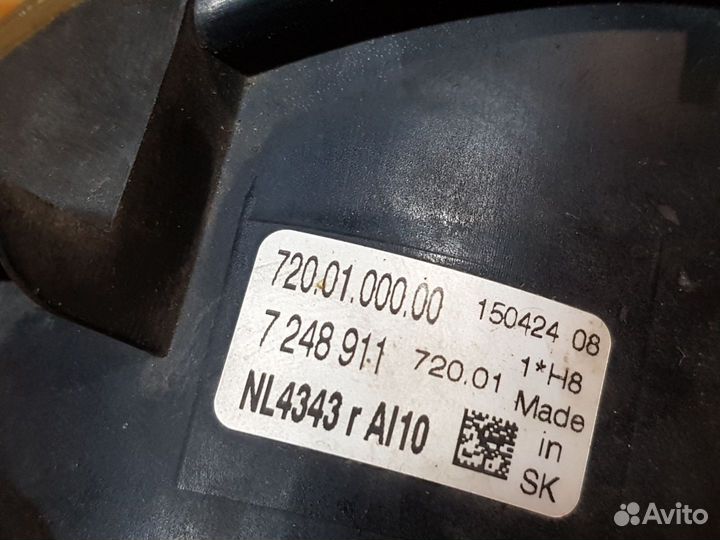 720.01.000.00 150424 08
7 248 911 720.01 1*H8
NL4343 r AI10 Made
in
SK
Avito